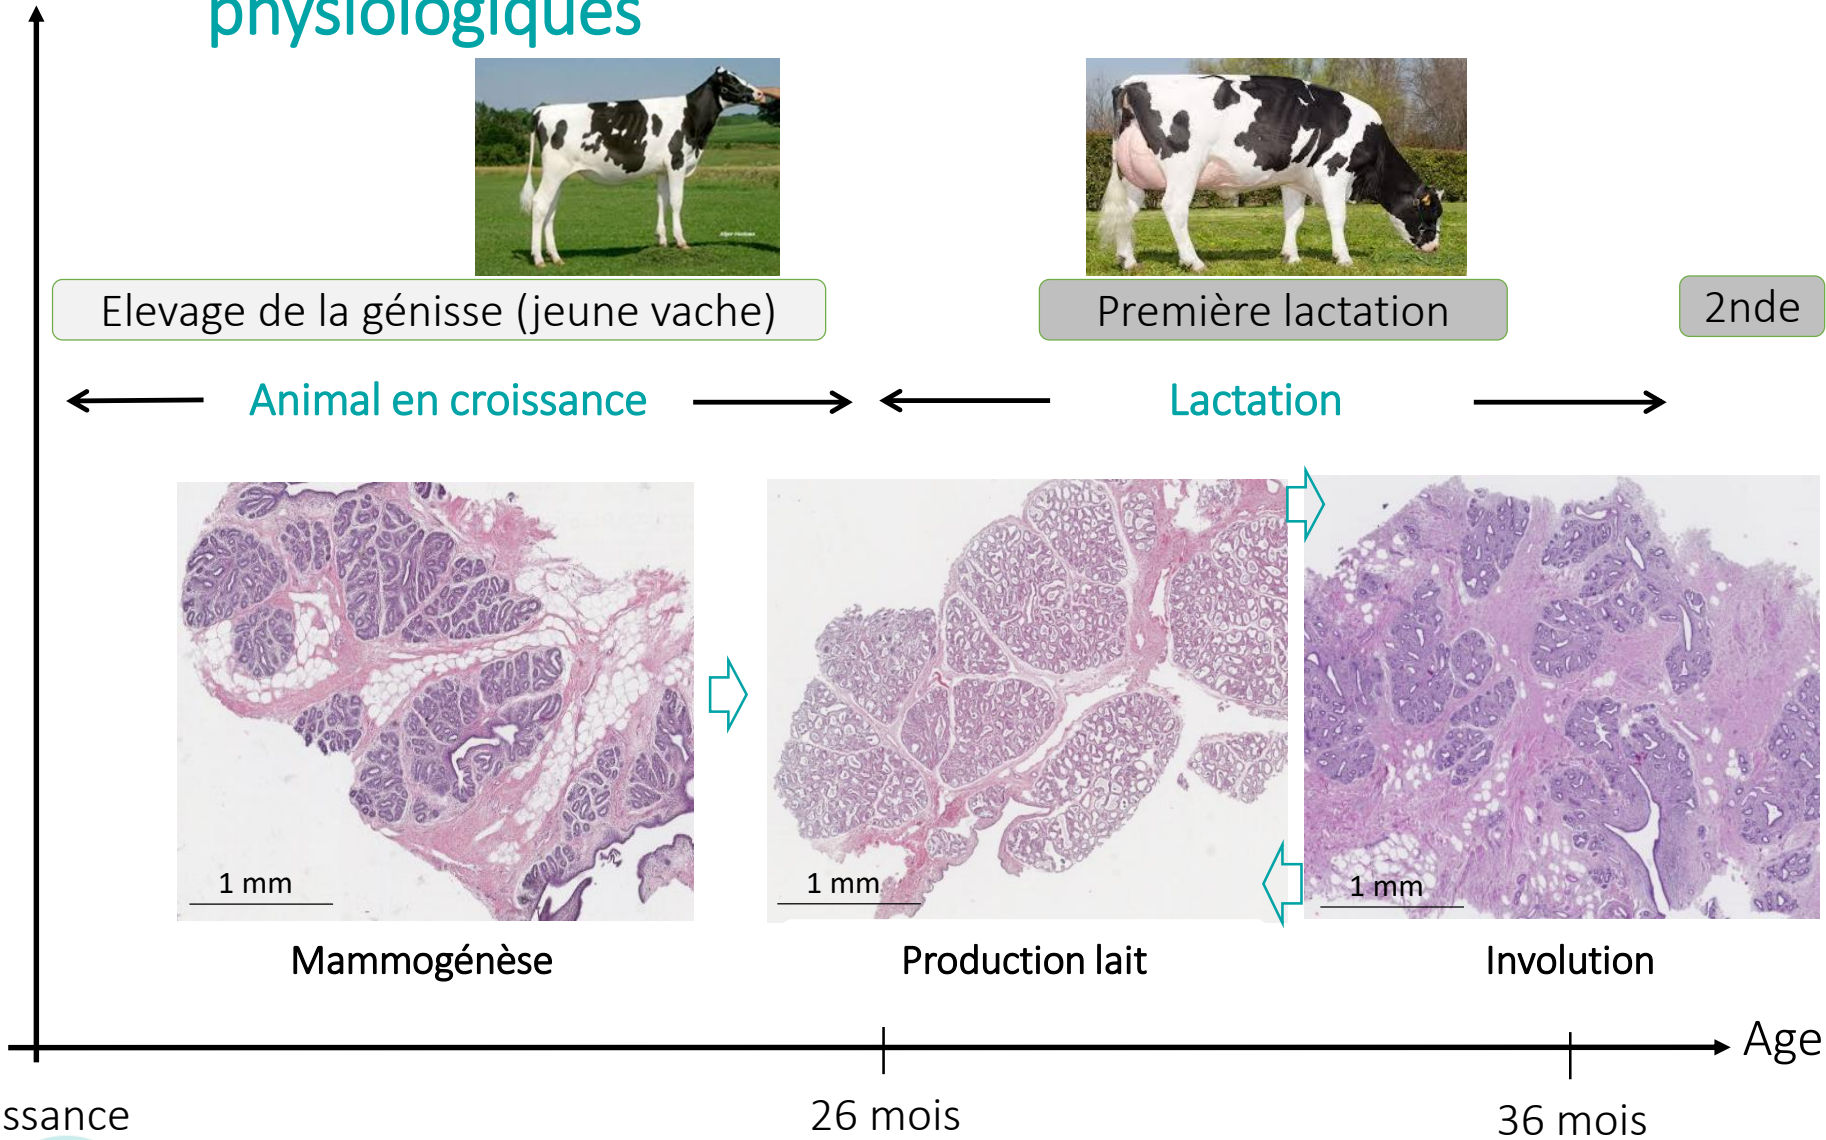 physiologiques
Elevage de la génisse (jeune vache)
Première lactation
2nde
Animal en croissance
Lactation
1 mm
1 mm
1 mm
Mammogénèse
Production lait
Involution
Age
ssance
26 mois
36 mois